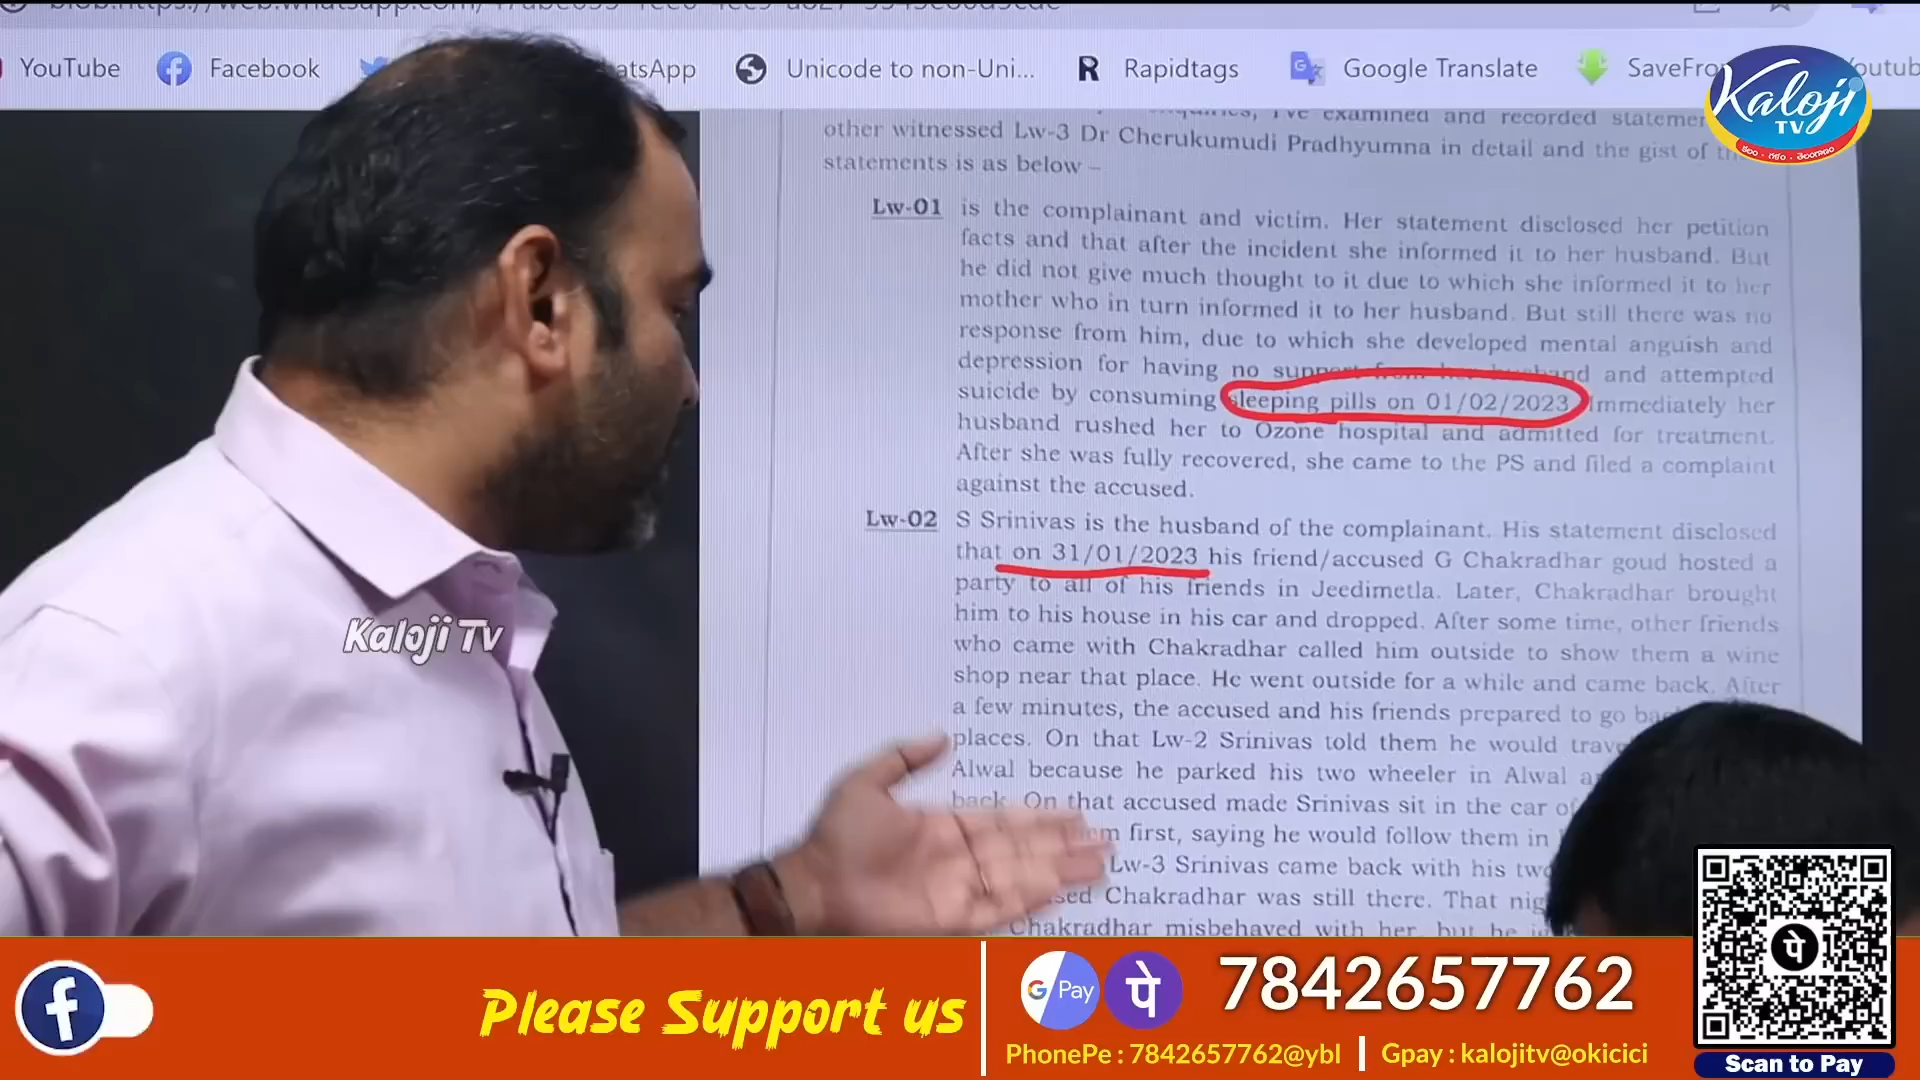 YouTube
Facebook
atsApp
Unicode to non-Uni...
Rapidtags
Google Translate
SaveFro
outub
Kaloji
TV
examined and recorded
other witnessed Lw-3 Dr Cherukumudi Pradhyumna in detail and the gist of
statements is as below –
Lw-01 is the complainant and victim. Her statement disclosed her petition
facts and that after the incident she informed it to her husband. But
he did not give much thought to it due to which she informed it to her
mother who in turn informed it to her husband. But still there was no
response from him, due to which she developed mental anguish and
depression for having no support from her husband and attempted
suicide by consuming sleeping pills on 01/02/2023 Immediately her
husband rushed her to Ozone hospital and admitted for treatment.
After she was fully recovered, she came to the PS and filed a complaint
against the accused.
Lw-02 S Srinivas is the husband of the complainant. His statement disclosed
that on 31/01/2023 his friend/accused G Chakradhar goud hosted a
party to all of his friends in Jeedimetla. Later, Chakradhar brought
him to his house in his car and dropped. After some time, other friends
who came with Chakradhar called him outside to show them a wine
shop near that place. He went outside for a while and came back. After
a few minutes, the accused and his friends prepared to go
places. On that Lw-2 Srinivas told them he would
Alwal because he parked his two wheeler in Alwal
back. On that accused made Srinivas sit in the car of
first, saying he would follow them in
Lw-3 Srinivas came back with his
Chakradhar was still there. That
Chakradhar misbehaved with her, but he
Kaloji Tv
Please Support us
G Pay
पे
7842657762
PhonePe : 7842657762@ybl | Gpay : kalojitv@okicici
पे
Scan to Pay